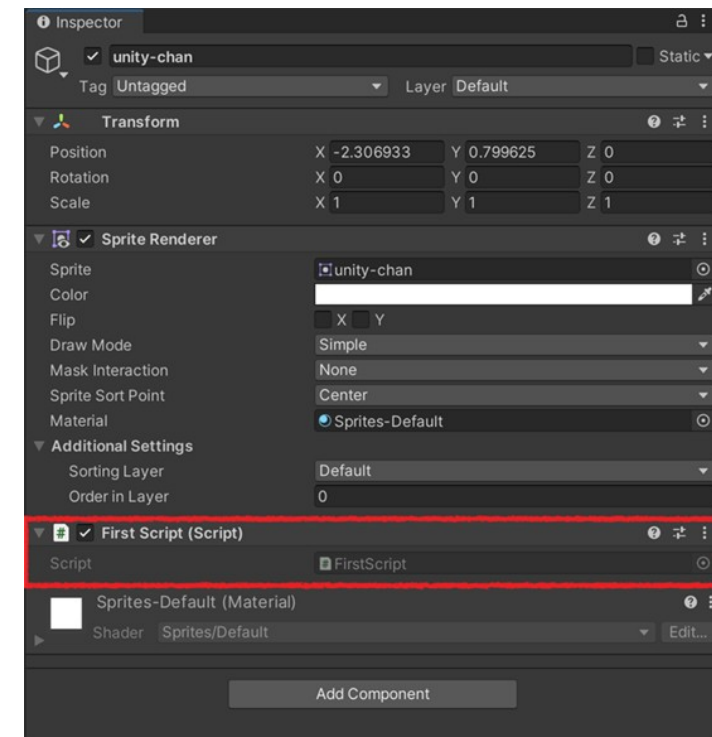 Inspector
unity-chan Static
Tag Untagged Layer Default
Transform
Position X -2.306933 Y 0.799625 Z 0
Rotation X 0 Y 0 Z 0
Scale X 1 Y 1 Z 1
Sprite Renderer
Sprite unity-chan
Color
Flip X Y
Draw Mode Simple
Mask Interaction None
Sprite Sort Point Center
Material Sprites-Default
Additional Settings
Sorting Layer Default
Order in Layer 0
# First Script (Script)
Script FirstScript
Sprites-Default (Material)
Shader Sprites/Default Edit...
Add Component